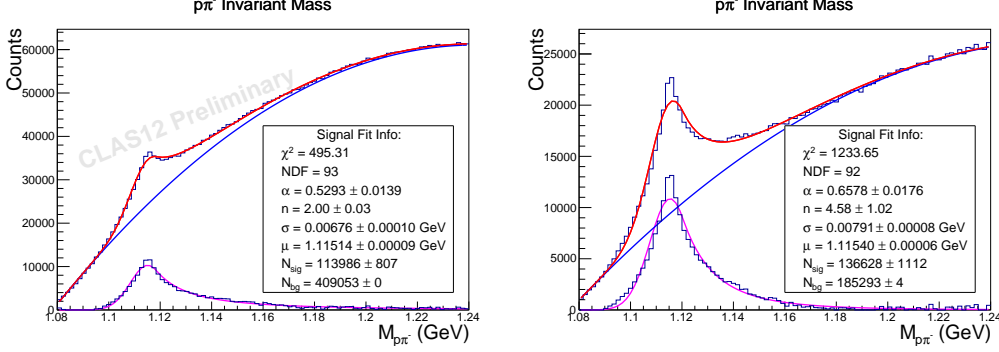 pπ⁻ Invariant Mass
Counts
60000
50000
40000
30000
20000
10000
0
CLAS12 Preliminary
Signal Fit Info:
χ² = 495.31
NDF = 93
α = 0.5293 ± 0.0139
n = 2.00 ± 0.03
σ = 0.00676 ± 0.00010 GeV
μ = 1.11514 ± 0.00009 GeV
N_sig = 113986 ± 807
N_bg = 409053 ± 0
1.08 1.1 1.12 1.14 1.16 1.18 1.2 1.22 1.24
M_pπ⁻ (GeV)
pπ⁻ Invariant Mass
Counts
25000
20000
15000
10000
5000
0
Signal Fit Info:
χ² = 1233.65
NDF = 92
α = 0.6578 ± 0.0176
n = 4.58 ± 1.02
σ = 0.00791 ± 0.00008 GeV
μ = 1.11540 ± 0.00006 GeV
N_sig = 136628 ± 1112
N_bg = 185293 ± 4
1.08 1.1 1.12 1.14 1.16 1.18 1.2 1.22 1.24
M_pπ⁻ (GeV)